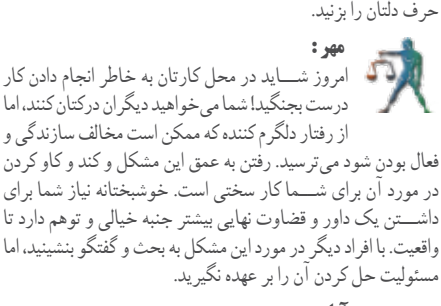 حرف دلتان را بزنید.
مهر :
امروز شاید در محل کارتان به خاطر انجام دادن کار
درست بجنگید! شما می‌خواهید دیگران درکتان کنند، اما
از رفتار دلگرم کننده که ممکن است مخالف سازندگی و
فعال بودن شود می‌ترسید. رفتن به عمق این مشکل و کند و کاو کردن
در مورد آن برای شما کار سختی است. خوشبختانه نیاز شما برای
داشتن یک داور و قضاوت نهایی بیشتر جنبه خیالی و توهم دارد تا
واقعیت. با افراد دیگر در مورد این مشکل به بحث و گفتگو بنشینید، اما
مسئولیت حل کردن آن را بر عهده نگیرید.